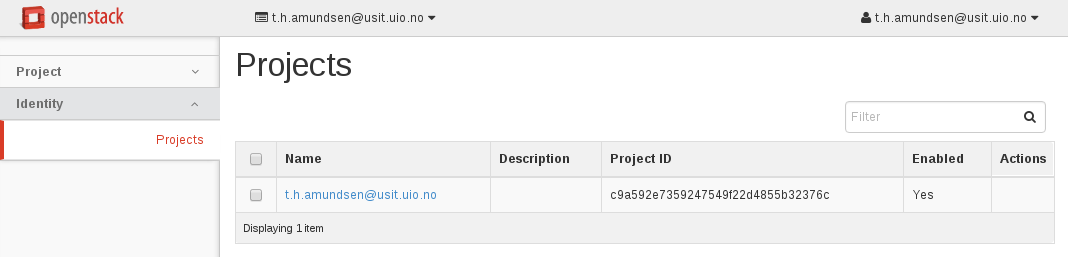 openstack t.h.amundsen@usit.uio.no t.h.amundsen@usit.uio.no
Project
Identity
Projects
Projects
Filter
Name Description Project ID Enabled Actions
t.h.amundsen@usit.uio.no c9a592e7359247549f22d4855b32376c Yes
Displaying 1 item